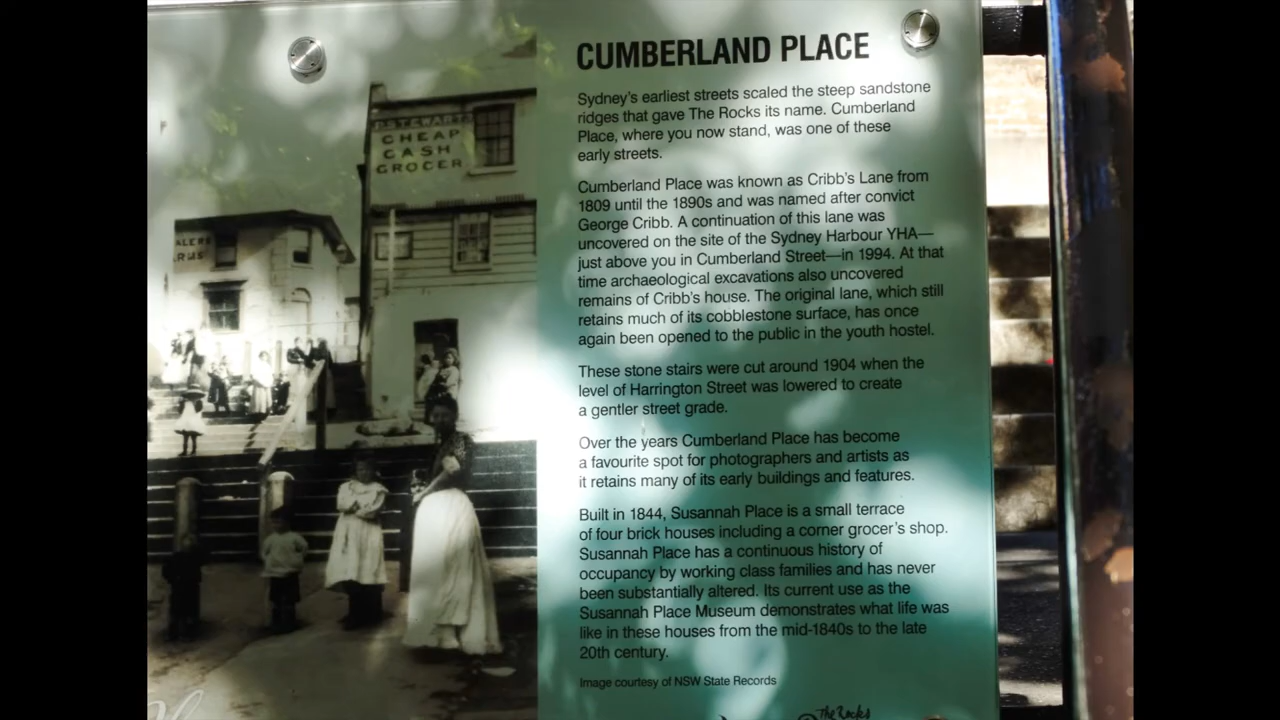 CUMBERLAND PLACE
Sydney's earliest streets scaled the steep sandstone
ridges that gave The Rocks its name. Cumberland
Place, where you now stand, was one of these
early streets.
Cumberland Place was known as Cribb's Lane from
1809 until the 1890s and was named after convict
George Cribb. A continuation of this lane was
uncovered on the site of the Sydney Harbour YHA—
just above you in Cumberland Street—in 1994. At that
time archaeological excavations also uncovered
remains of Cribb's house. The original lane, which still
retains much of its cobblestone surface, has once
again been opened to the public in the youth hostel.
These stone stairs were cut around 1904 when the
level of Harrington Street was lowered to create
a gentler street grade.
Over the years Cumberland Place has become
a favourite spot for photographers and artists as
it retains many of its early buildings and features.
Built in 1844, Susannah Place is a small terrace
of four brick houses including a corner grocer's shop.
Susannah Place has a continuous history of
occupancy by working class families and has never
been substantially altered. Its current use as the
Susannah Place Museum demonstrates what life was
like in these houses from the mid-1840s to the late
20th century.
Image courtesy of NSW State Records
The Rocks
CHEAP
CASH
GROCER